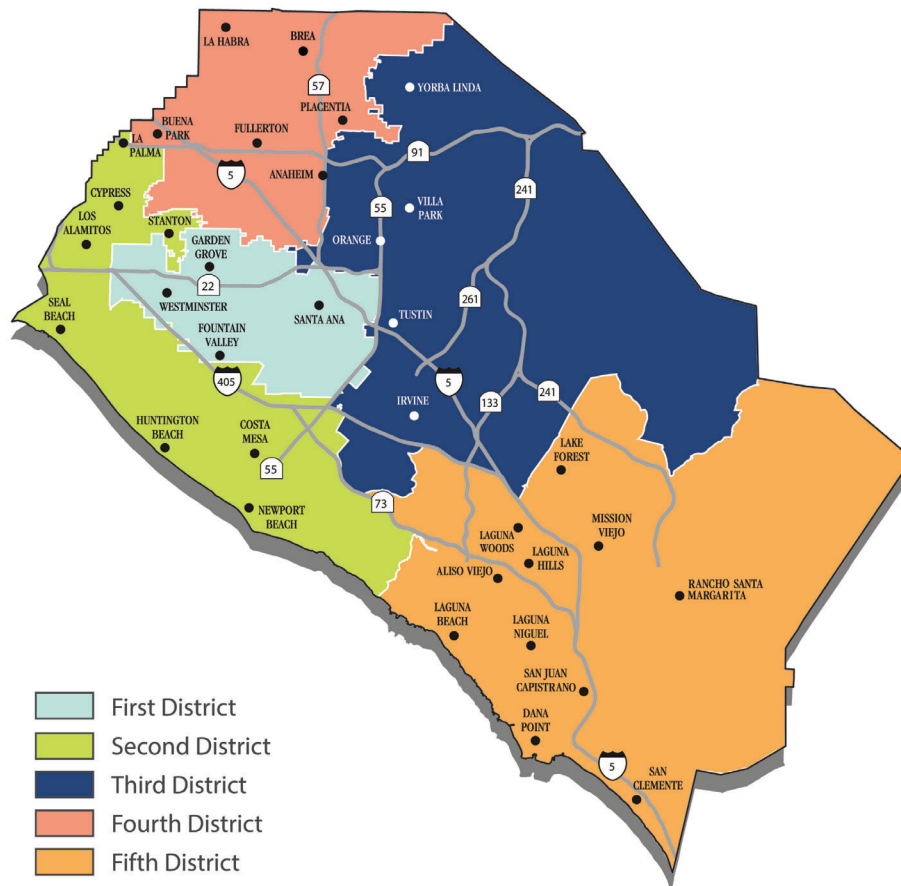 LA HABRA
BREA
57
YORBA LINDA
PLACENTIA
BUENA
PARK
FULLERTON
LA
PALMA
91
5
ANAHEIM
241
CYPRESS
55
VILLA
PARK
LOS
ALAMITOS
STANTON
GARDEN
GROVE
ORANGE
22
WESTMINSTER
SANTA ANA
261
SEAL
BEACH
TUSTIN
FOUNTAIN
VALLEY
405
5
133
241
IRVINE
HUNTINGTON
BEACH
COSTA
MESA
55
LAKE
FOREST
73
NEWPORT
BEACH
LAGUNA
WOODS
MISSION
VIEJO
LAGUNA
HILLS
ALISO VIEJO
RANCHO SANTA
MARGARITA
LAGUNA
BEACH
LAGUNA
NIGUEL
SAN JUAN
CAPISTRANO
DANA
POINT
5
SAN
CLEMENTE
First District
Second District
Third District
Fourth District
Fifth District